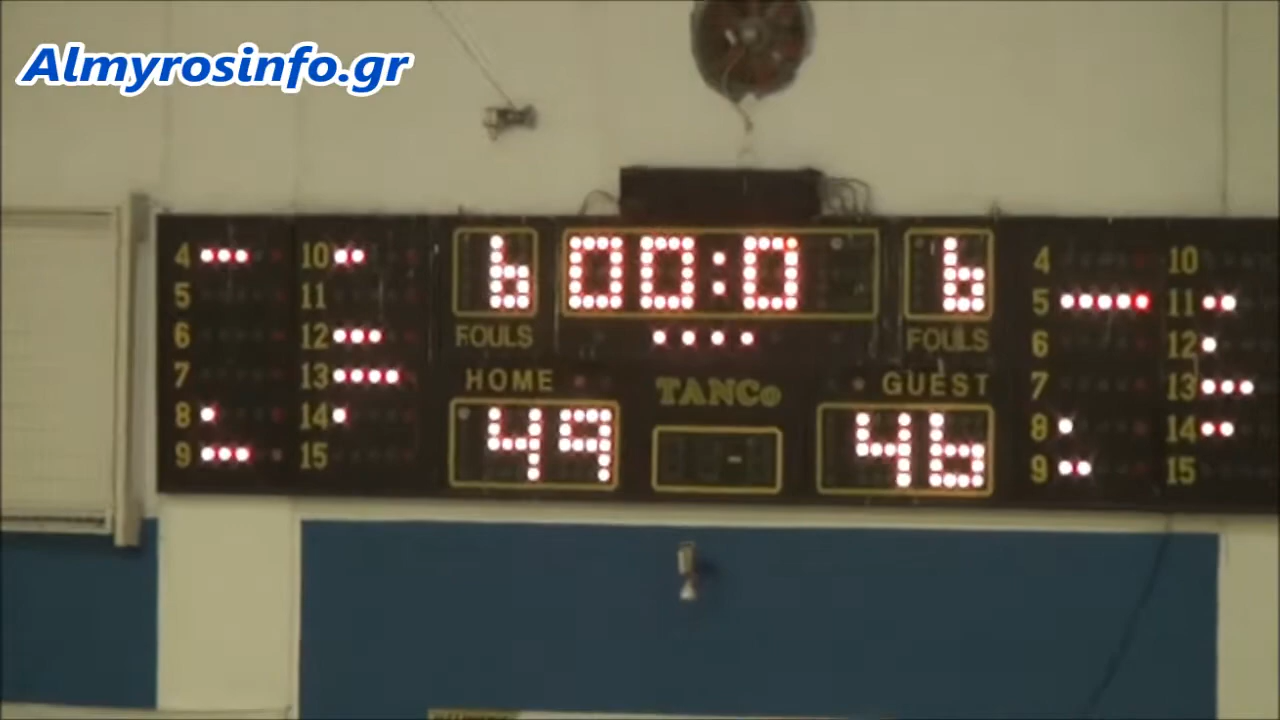 Almyrosinfo.gr
4 10 6 00:0 6 4 10
5 11 5 11
6 12 FOULS FOULS 6 12
7 13 HOME TANCo GUEST 7 13
8 14 49 46 8 14
9 15 - 9 15